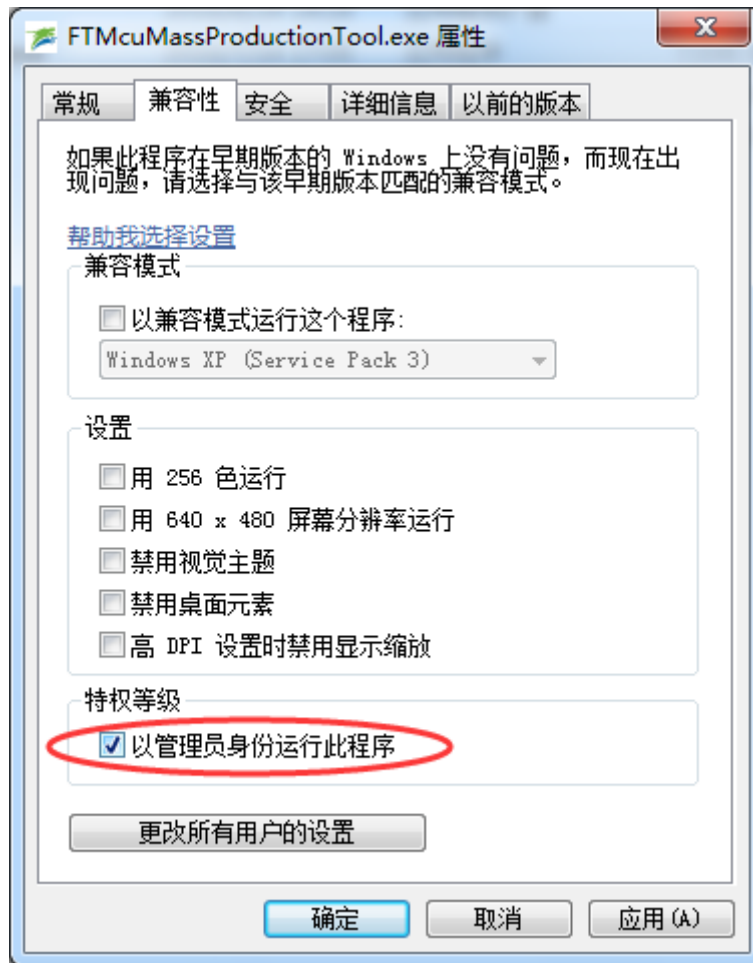 FTMcuMassProductionTool.exe 属性
常规 兼容性 安全 详细信息 以前的版本
如果此程序在早期版本的 Windows 上没有问题，而现在出
现问题，请选择与该早期版本匹配的兼容模式。
帮助我选择设置
兼容模式
以兼容模式运行这个程序:
Windows XP (Service Pack 3)
设置
用 256 色运行
用 640 x 480 屏幕分辨率运行
禁用视觉主题
禁用桌面元素
高 DPI 设置时禁用显示缩放
特权等级
以管理员身份运行此程序
更改所有用户的设置
确定 取消 应用(A)